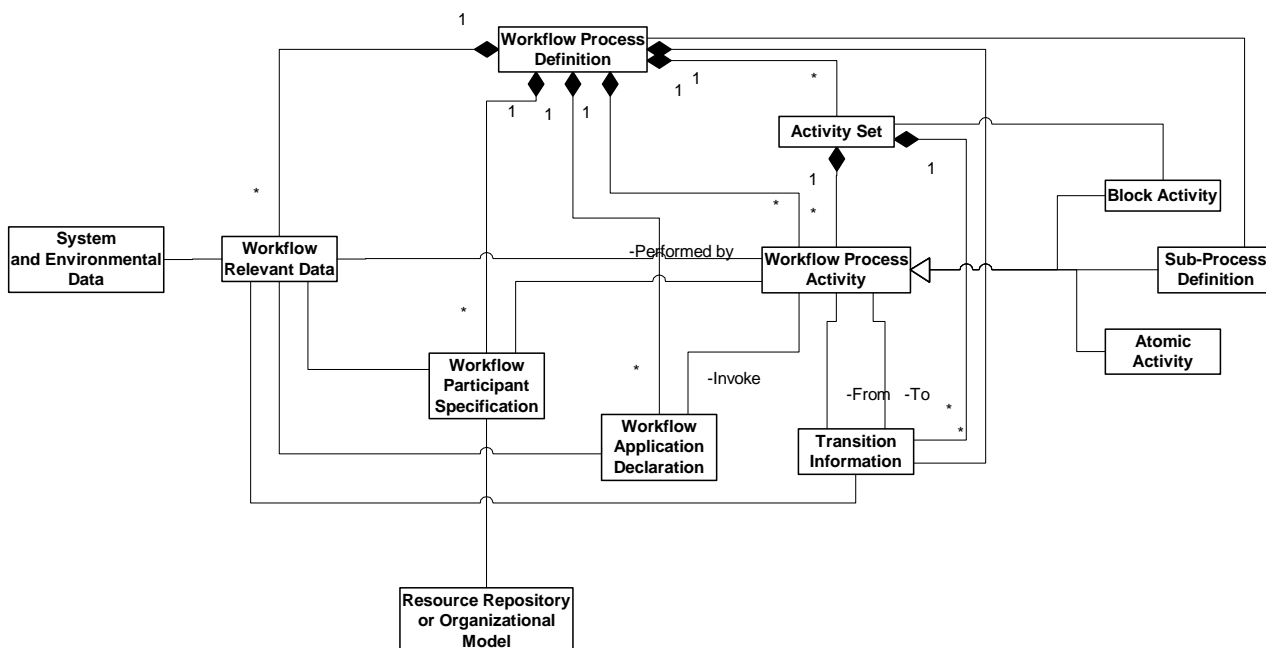 1
Workflow Process
Definition
1
1
1
1
1
*
Activity Set
1
1
*
Block Activity
*
*
System
and Environmental
Data
Workflow
Relevant Data
-Performed by
Workflow Process
Activity
Sub-Process
Definition
*
Atomic
Activity
Workflow
Participant
Specification
*
-Invoke
-From
-To
*
*
Workflow
Application
Declaration
Transition
Information
Resource Repository
or Organizational
Model